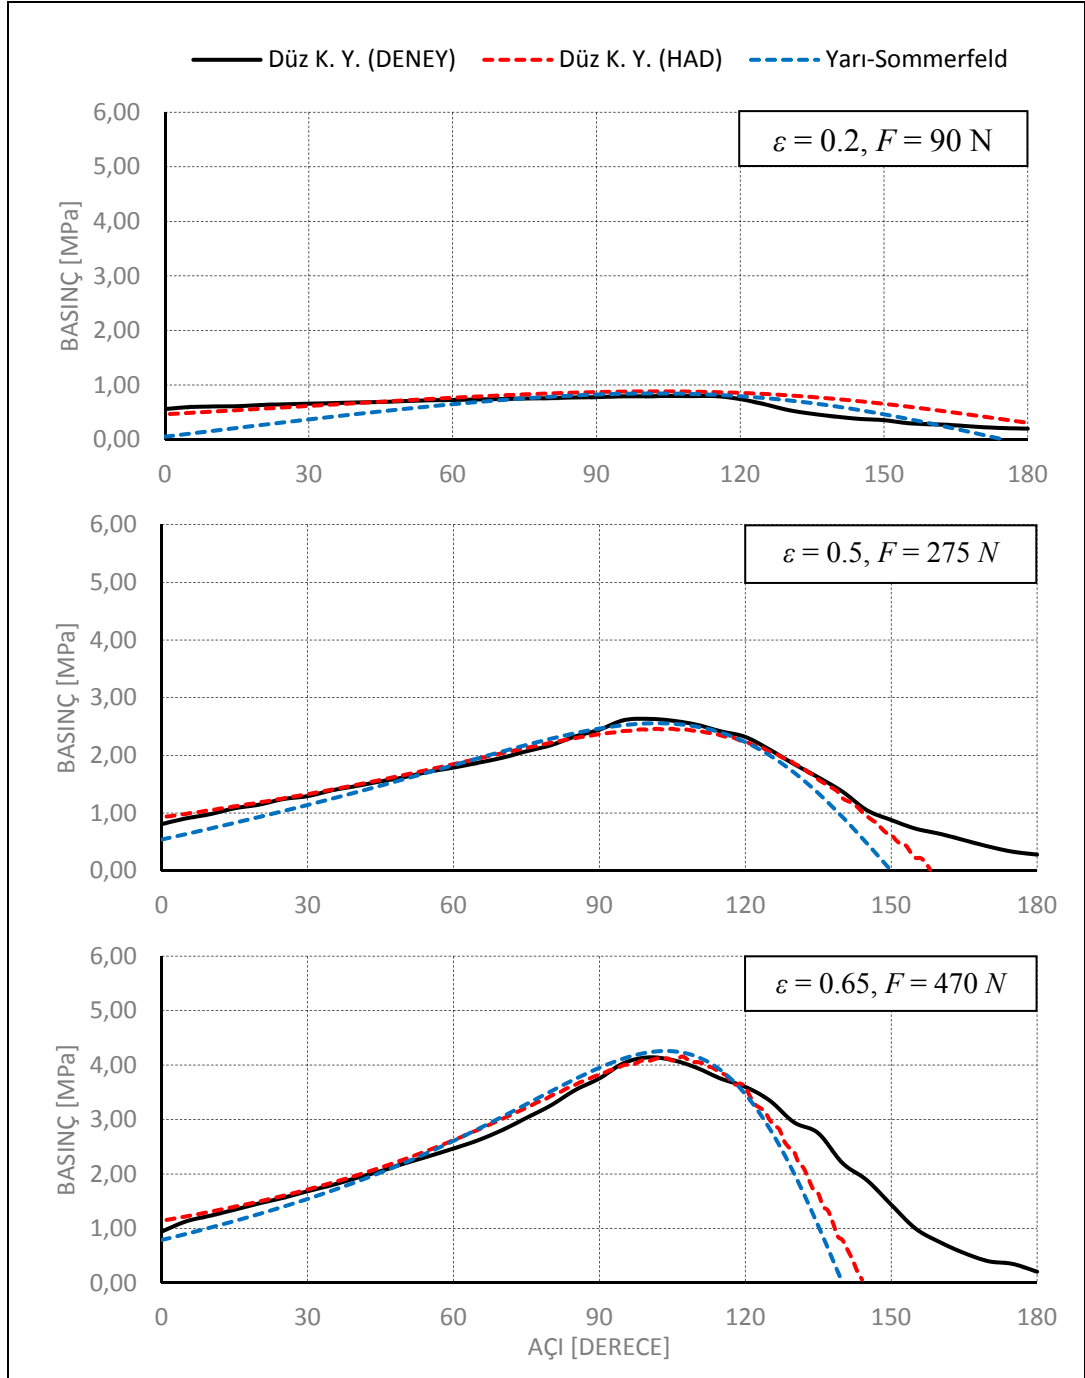 Düz K. Y. (DENEY) Düz K. Y. (HAD) Yarı-Sommerfeld
6,00
5,00
4,00
3,00
2,00
1,00
0,00
BASINÇ [MPa]
ε = 0.2, F = 90 N
0 30 60 90 120 150 180
6,00
5,00
4,00
3,00
2,00
1,00
0,00
BASINÇ [MPa]
ε = 0.5, F = 275 N
0 30 60 90 120 150 180
6,00
5,00
4,00
3,00
2,00
1,00
0,00
BASINÇ [MPa]
ε = 0.65, F = 470 N
0 30 60 90 120 150 180
AÇI [DERECE]